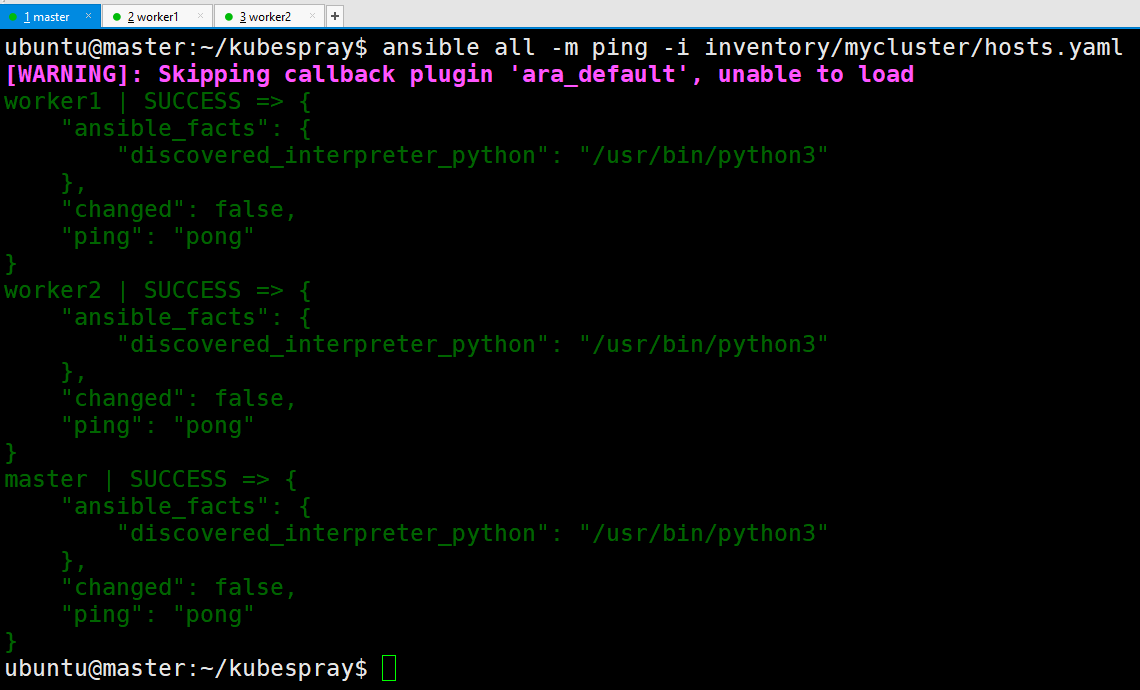 1 master ×
2 worker1 ×
3 worker2 ×
+
ubuntu@master:~/kubespray$ ansible all -m ping -i inventory/mycluster/hosts.yaml
[WARNING]: Skipping callback plugin 'ara_default', unable to load
worker1 | SUCCESS => {
    "ansible_facts": {
        "discovered_interpreter_python": "/usr/bin/python3"
    },
    "changed": false,
    "ping": "pong"
}
worker2 | SUCCESS => {
    "ansible_facts": {
        "discovered_interpreter_python": "/usr/bin/python3"
    },
    "changed": false,
    "ping": "pong"
}
master | SUCCESS => {
    "ansible_facts": {
        "discovered_interpreter_python": "/usr/bin/python3"
    },
    "changed": false,
    "ping": "pong"
}
ubuntu@master:~/kubespray$